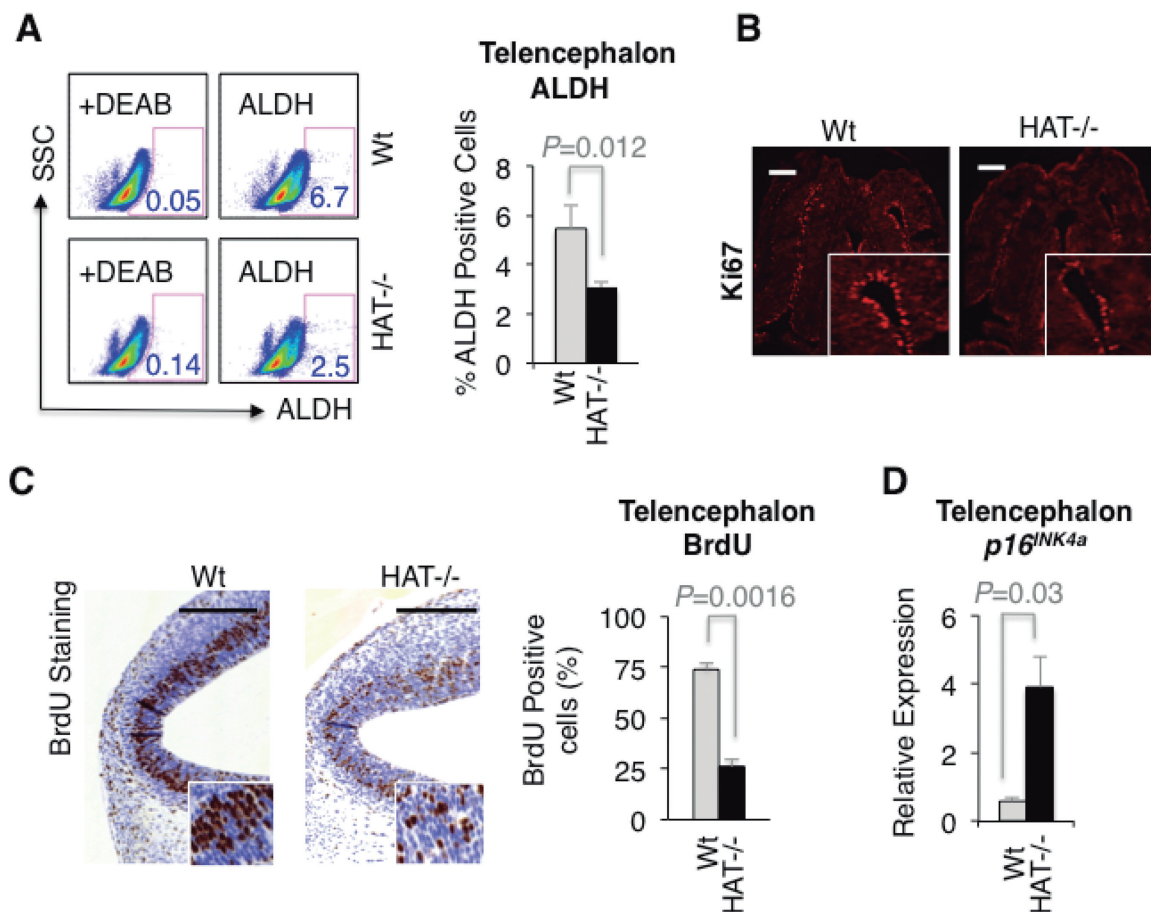 A
+DEAB
0.05
ALDH
6.7
Wt
SSC
+DEAB
0.14
ALDH
2.5
HAT-/-
ALDH
Telencephalon
ALDH
P=0.012
% ALDH Positive Cells
8
6
4
2
0
Wt
HAT-/-
B
Wt
HAT-/-
Ki67
C
Wt
HAT-/-
BrdU Staining
Telencephalon
BrdU
P=0.0016
BrdU Positive
cells (%)
100
75
50
25
0
Wt
HAT-/-
D
Telencephalon
p16INK4a
P=0.03
Relative Expression
6
4
2
0
Wt
HAT-/-